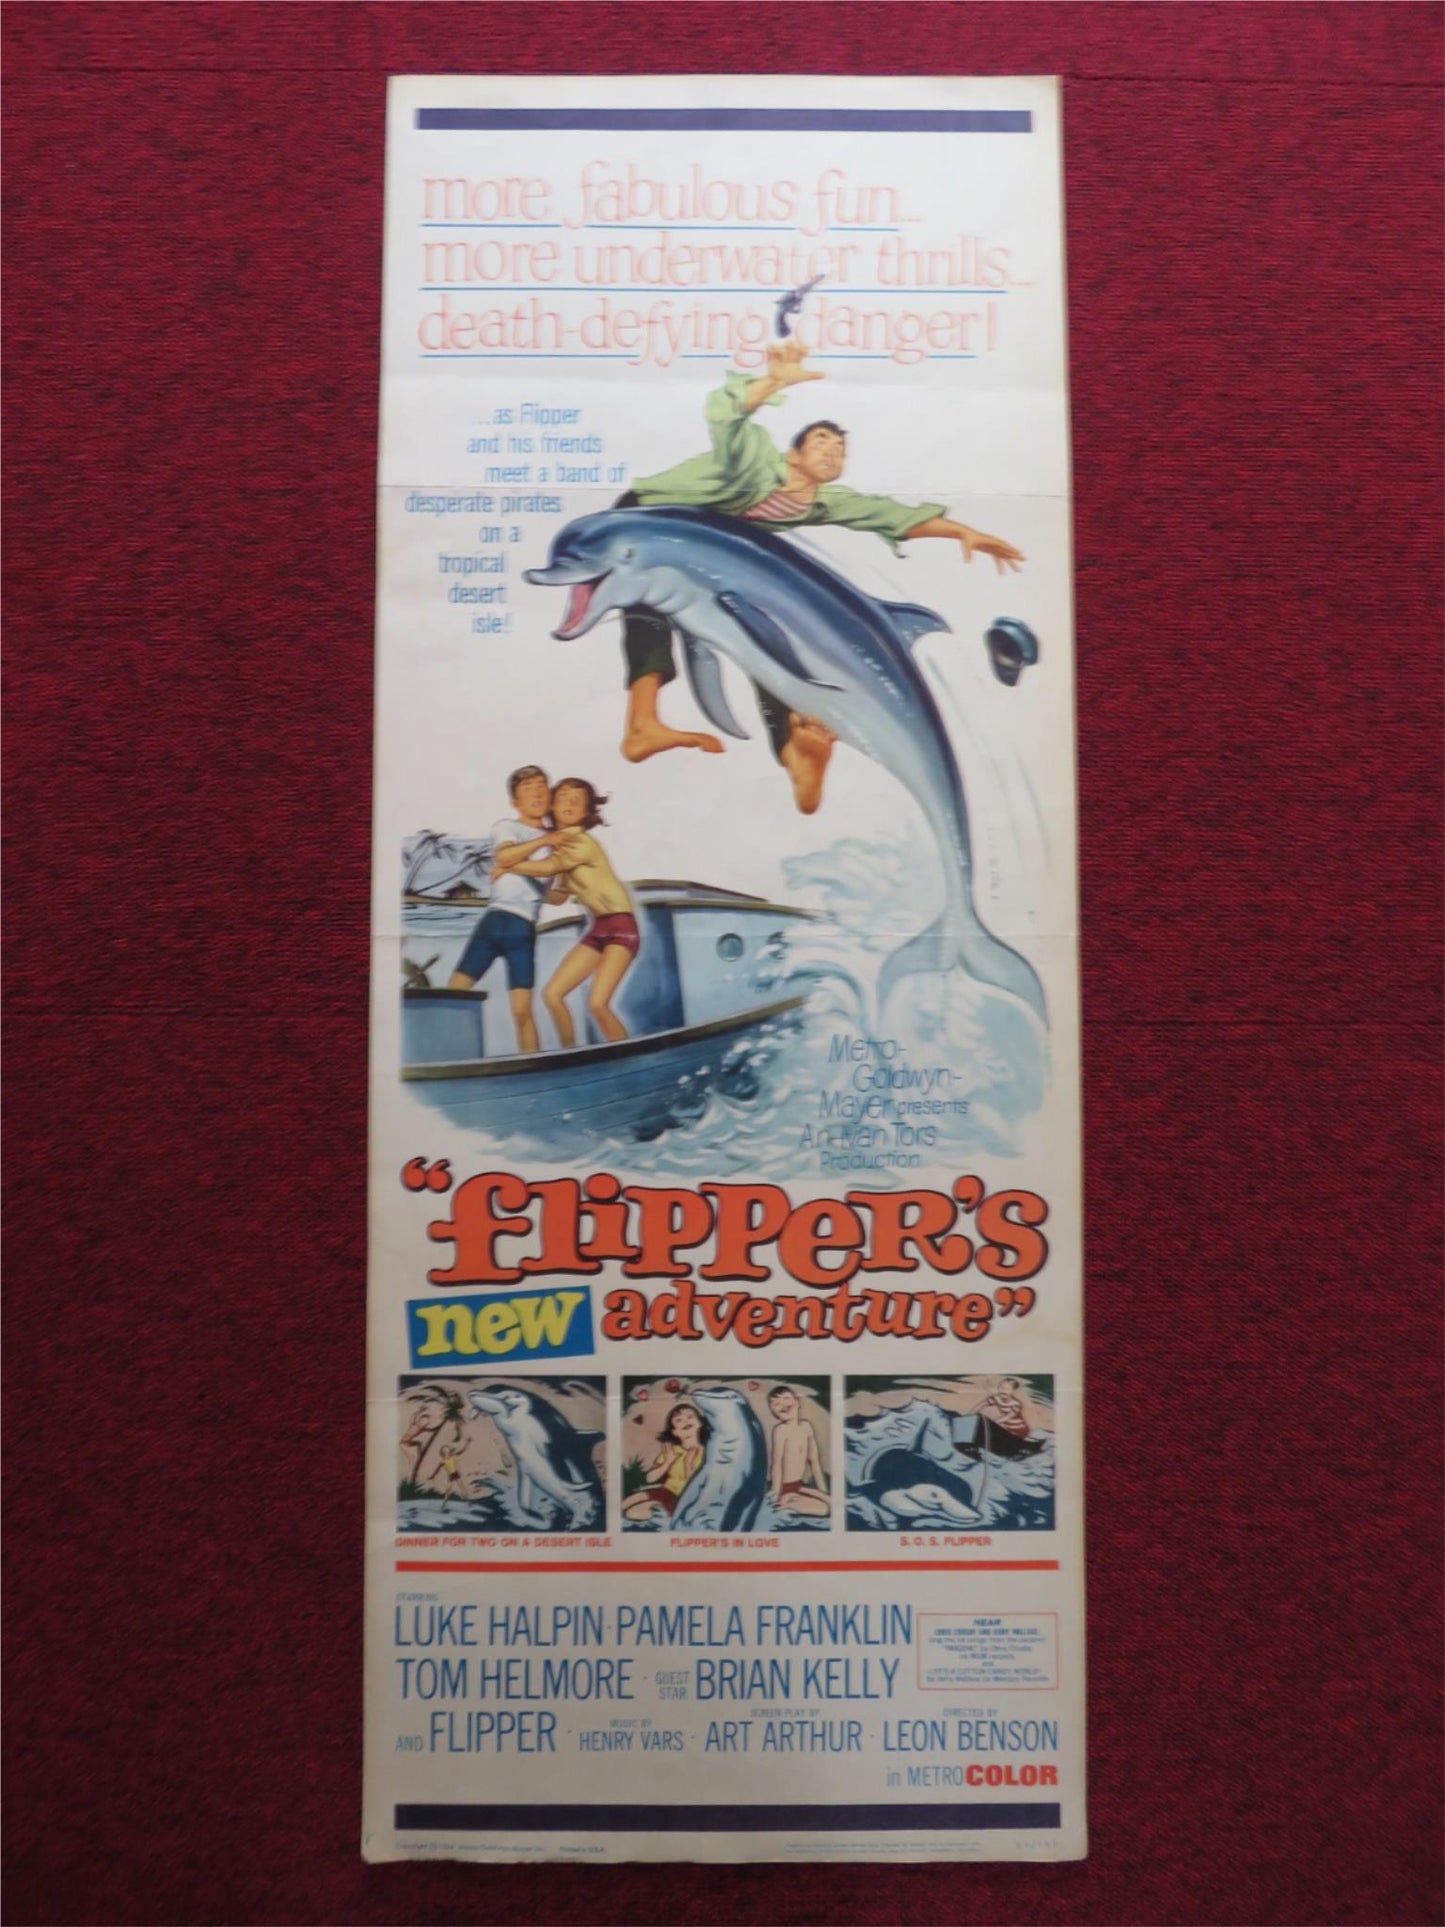 more fabulous fun...
more underwater thrills...
death-defying danger!
...as Flipper
and his friends
meet a band of
desperate pirates
on a
tropical
desert
isle!
Metro-
Goldwyn-
Mayer presents
An Ivan Tors
Production
"flipper's
new adventure"
DINNER FOR TWO ON A DESERT ISLE
FLIPPER'S IN LOVE
S. O. S. FLIPPER
STARRING
LUKE HALPIN · PAMELA FRANKLIN
TOM HELMORE · GUEST STAR BRIAN KELLY
AND FLIPPER · MUSIC BY HENRY VARS · SCREEN PLAY BY ART ARTHUR · DIRECTED BY LEON BENSON
in METROCOLOR
HEAR